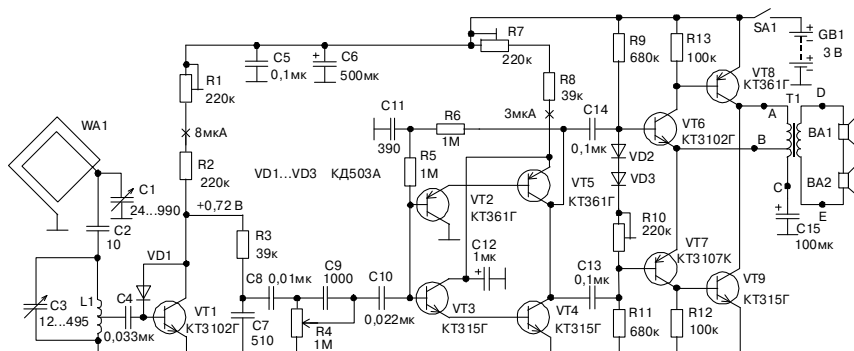 R1
220к
8мкА
R2
220к
+0,72 В
WA1
C1
24...990
C2
10
C3
12...495
L1
C4
0,033мк
VD1
VT1
КТ3102Г
C5
0,1мк
+
C6
500мк
R3
39к
C7
510
C8
0,01мк
R4
1М
C9
1000
C10
0,022мк
VD1...VD3 КД503А
C11
390
R5
1М
R6
1М
R7
220к
R8
39к
3мкА
VT2
КТ361Г
VT3
КТ315Г
C12
1мк
+
VT5
КТ361Г
VT4
КТ315Г
C14
0,1мк
C13
0,1мк
R9
680к
VD2
VD3
R10
220к
R11
680к
R13
100к
VT6
КТ3102Г
VT7
КТ3107К
R12
100к
VT8
КТ361Г
VT9
КТ315Г
SA1
+
−
GB1
3 В
+
−
T1
A
B
C
D
E
BA1
BA2
+
C15
100мк